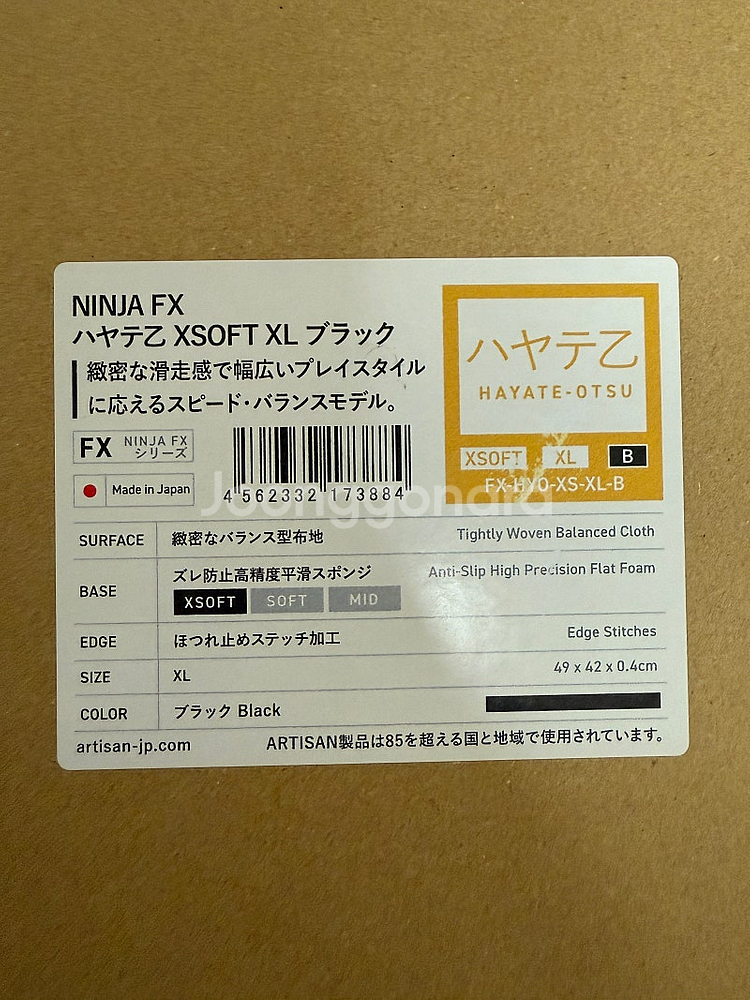 NINJA FX
ハヤテ乙 XSOFT XL ブラック
緻密な滑走感で幅広いプレイスタイル
に応えるスピード・バランスモデル。
FX NINJA FX
シリーズ
Made in Japan
4 562332 173884
ハヤテ乙
HAYATE-OTSU
XSOFT XL B
FX-HYO-XS-XL-B
Joonggonara
SURFACE 緻密なバランス型布地 Tightly Woven Balanced Cloth
BASE ズレ防止高精度平滑スポンジ Anti-Slip High Precision Flat Foam
XSOFT SOFT MID
EDGE ほつれ止めステッチ加工 Edge Stitches
SIZE XL 49 x 42 x 0.4cm
COLOR ブラック Black
artisan-jp.com ARTISAN製品は85を超える国と地域で使用されています。